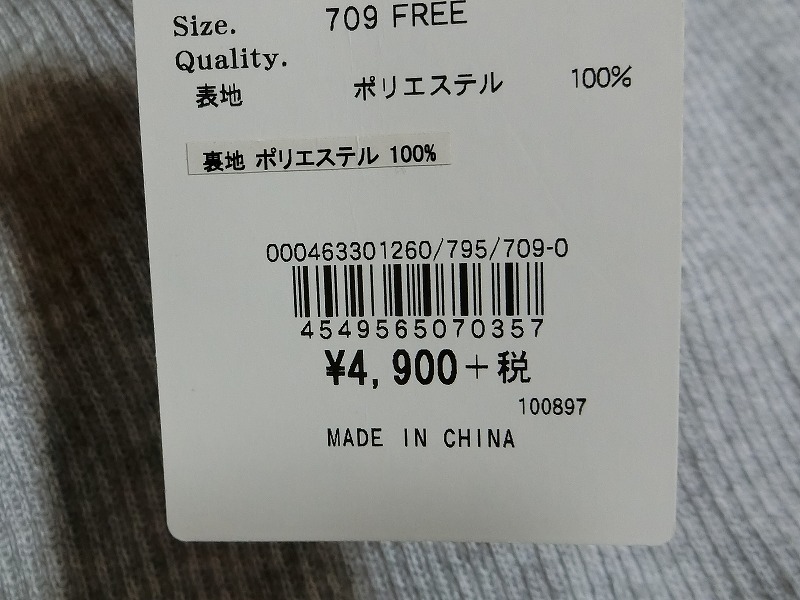 Size. 709 FREE
Quality.
表地 ポリエステル 100%
裏地 ポリエステル 100%
000463301260/795/709-0
4549565070357
¥4,900+税
100897
MADE IN CHINA